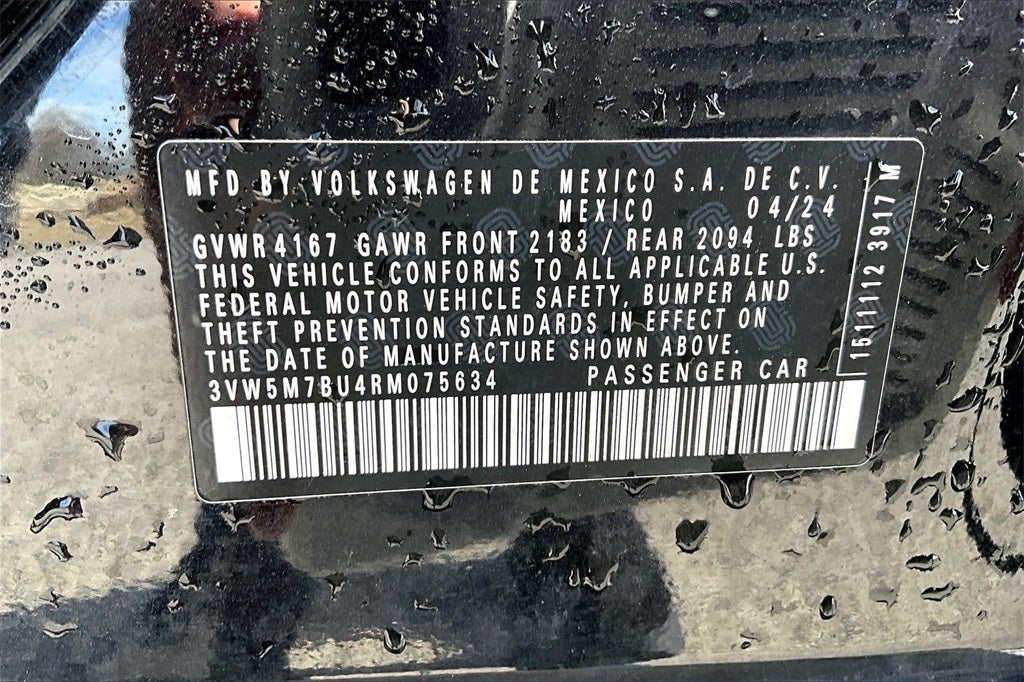 MFD BY VOLKSWAGEN DE MEXICO S.A. DE C.V.
MEXICO 04/24
GVWR 4167 GAWR FRONT 2183 / REAR 2094 LBS
THIS VEHICLE CONFORMS TO ALL APPLICABLE U.S.
FEDERAL MOTOR VEHICLE SAFETY, BUMPER AND
THEFT PREVENTION STANDARDS IN EFFECT ON
THE DATE OF MANUFACTURE SHOWN ABOVE.
3VW5M7BU4RM075634 PASSENGER CAR
1511112 3917 M